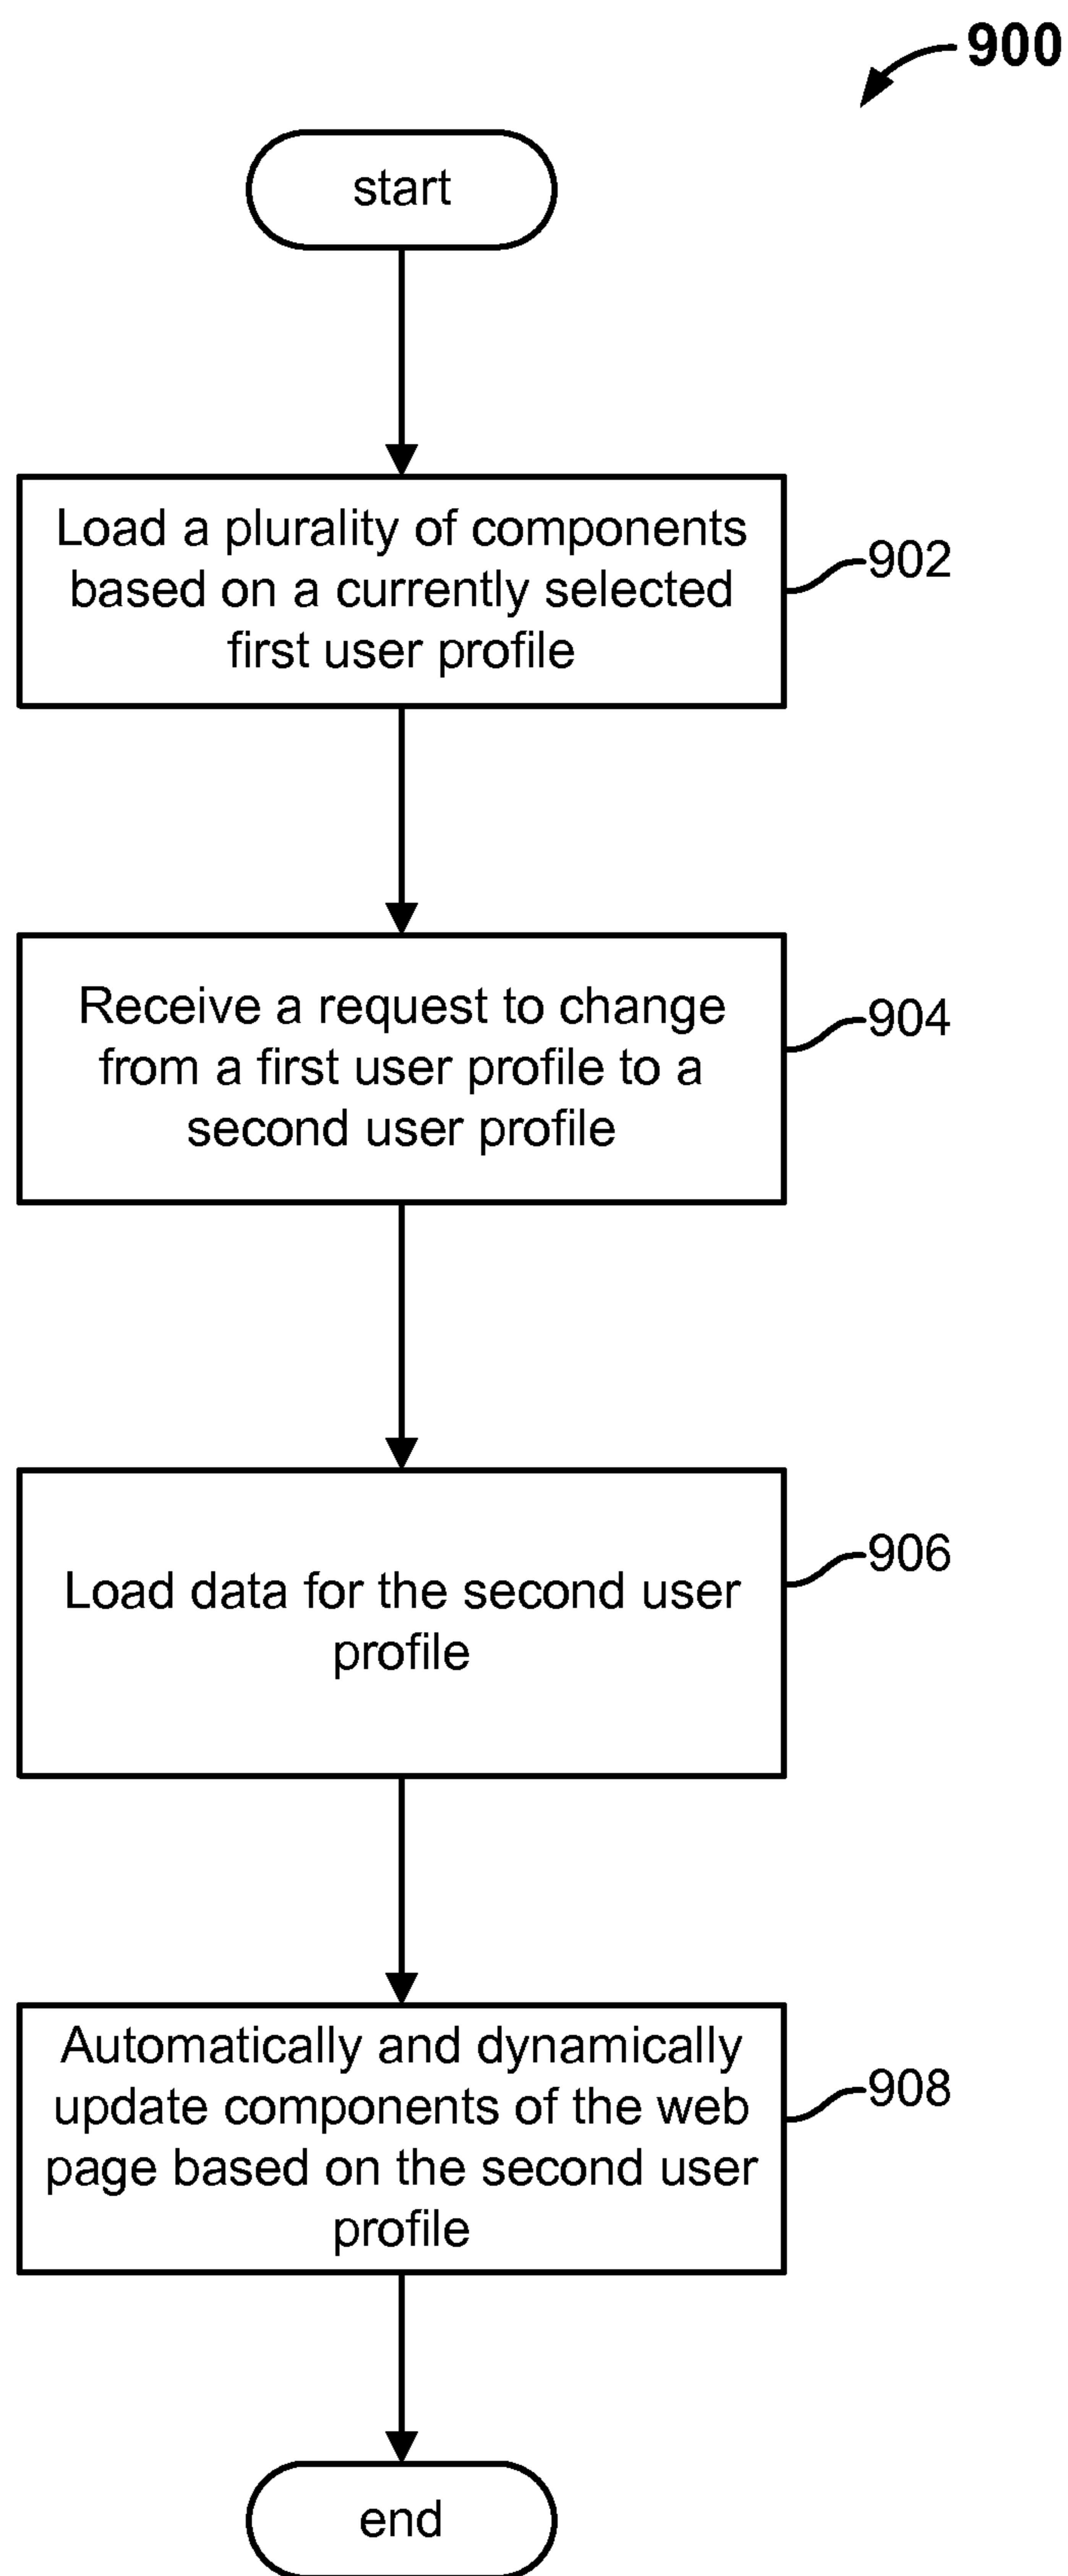 900
start
Load a plurality of components
based on a currently selected
first user profile
902
Receive a request to change
from a first user profile to a
second user profile
904
Load data for the second user
profile
906
Automatically and dynamically
update components of the web
page based on the second user
profile
908
end